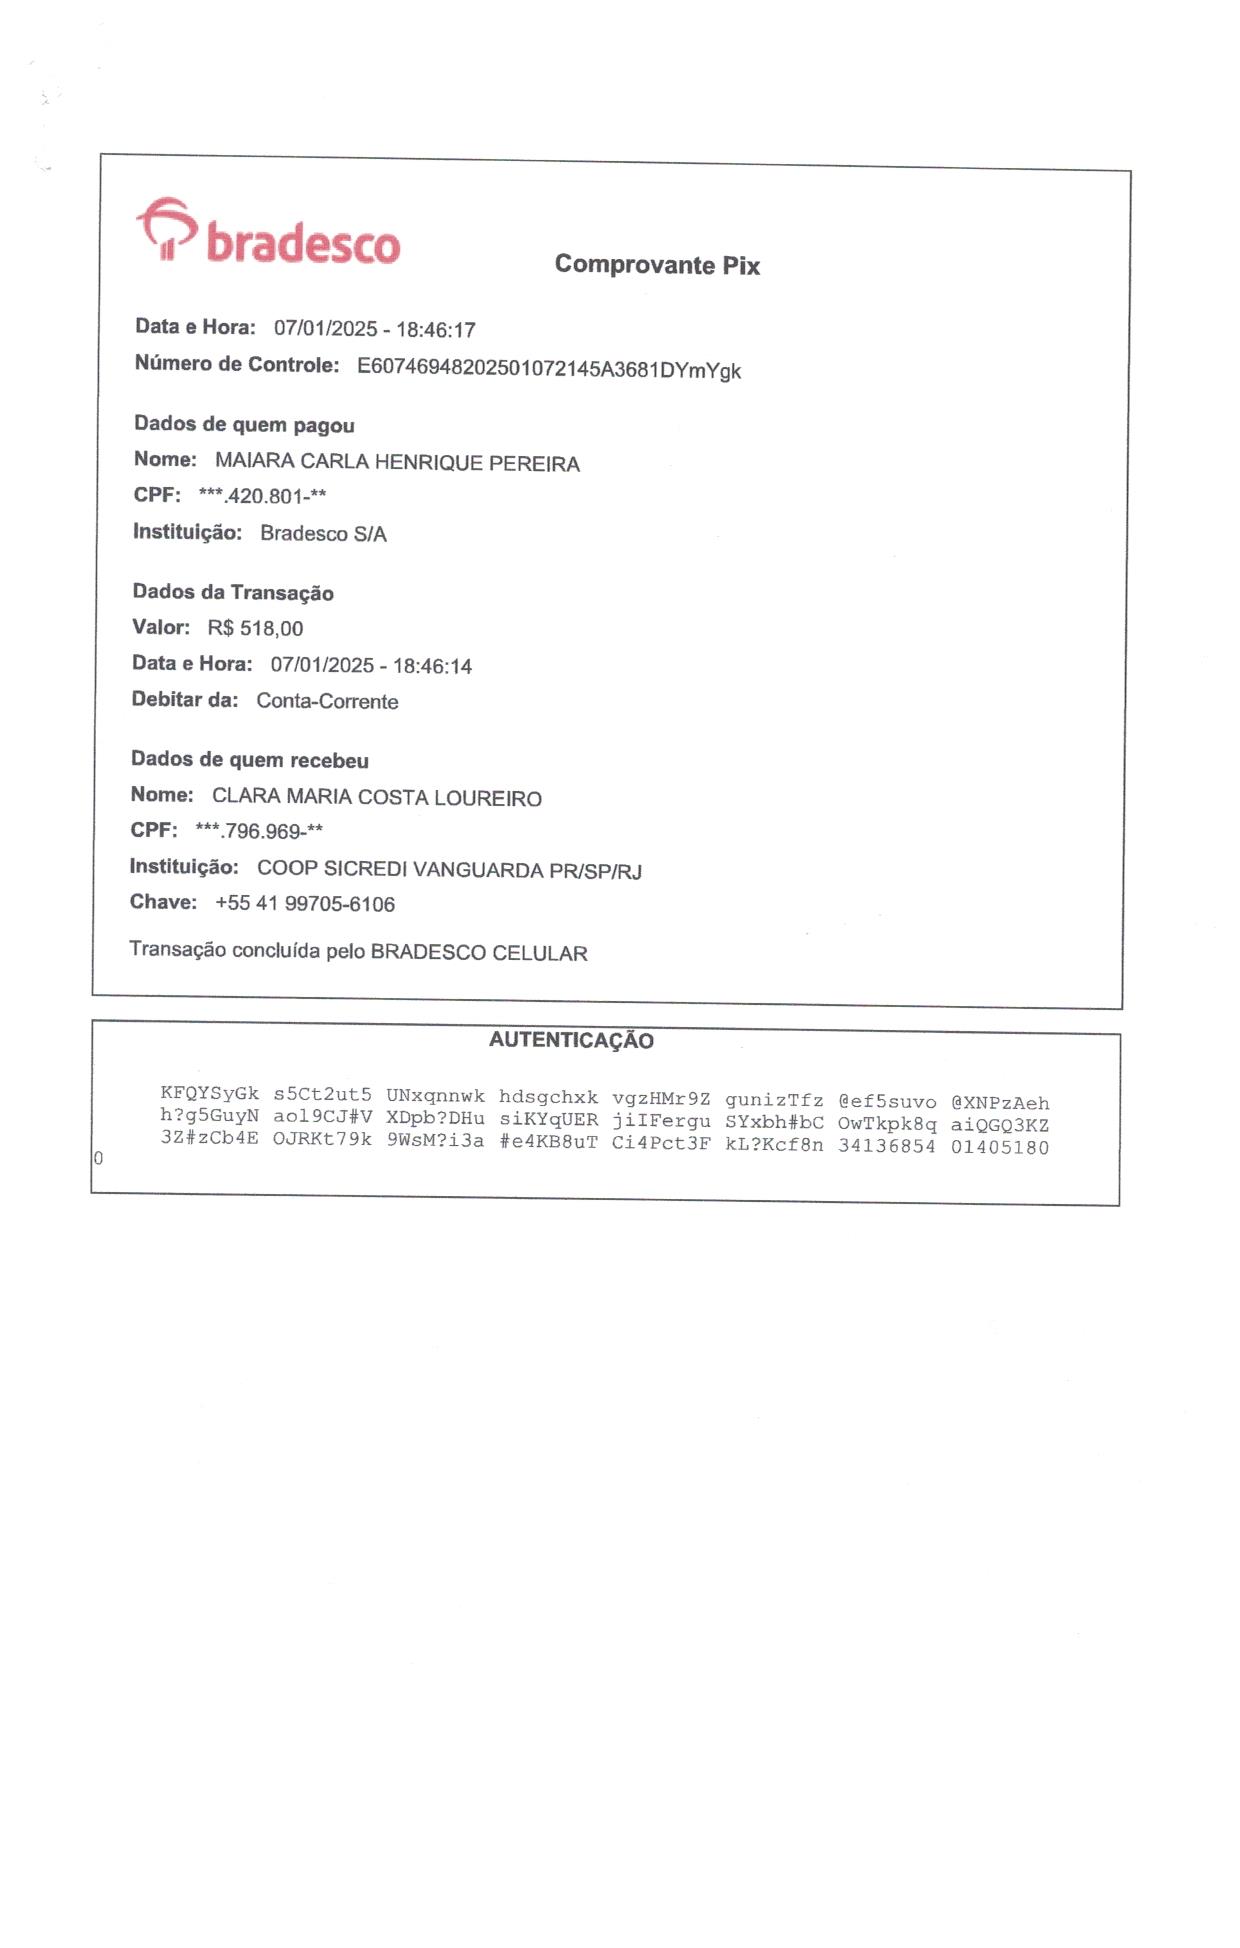 bradesco
Comprovante Pix
Data e Hora: 07/01/2025 - 18:46:17
Número de Controle: E60746948202501072145A3681DYmYgk
Dados de quem pagou
Nome: MAIARA CARLA HENRIQUE PEREIRA
CPF: ***.420.801-**
Instituição: Bradesco S/A
Dados da Transação
Valor: R$ 518,00
Data e Hora: 07/01/2025 - 18:46:14
Debitar da: Conta-Corrente
Dados de quem recebeu
Nome: CLARA MARIA COSTA LOUREIRO
CPF: ***.796.969-**
Instituição: COOP SICREDI VANGUARDA PR/SP/RJ
Chave: +55 41 99705-6106
Transação concluída pelo BRADESCO CELULAR
AUTENTICAÇÃO
KFQYSyGk s5Ct2ut5 UNxqnnwk hdsgchxk vgzHMr9Z gunizTfz @ef5suvo @XNPzAeh
h?g5GuyN aol9CJ#V XDpb?DHu siKYqUER jiIFergu SYxbh#bC OwTkpk8q aiQGQ3KZ
3Z#zCb4E OJRKt79k 9WsM?i3a #e4KB8uT Ci4Pct3F kL?Kcf8n 34136854 01405180
0